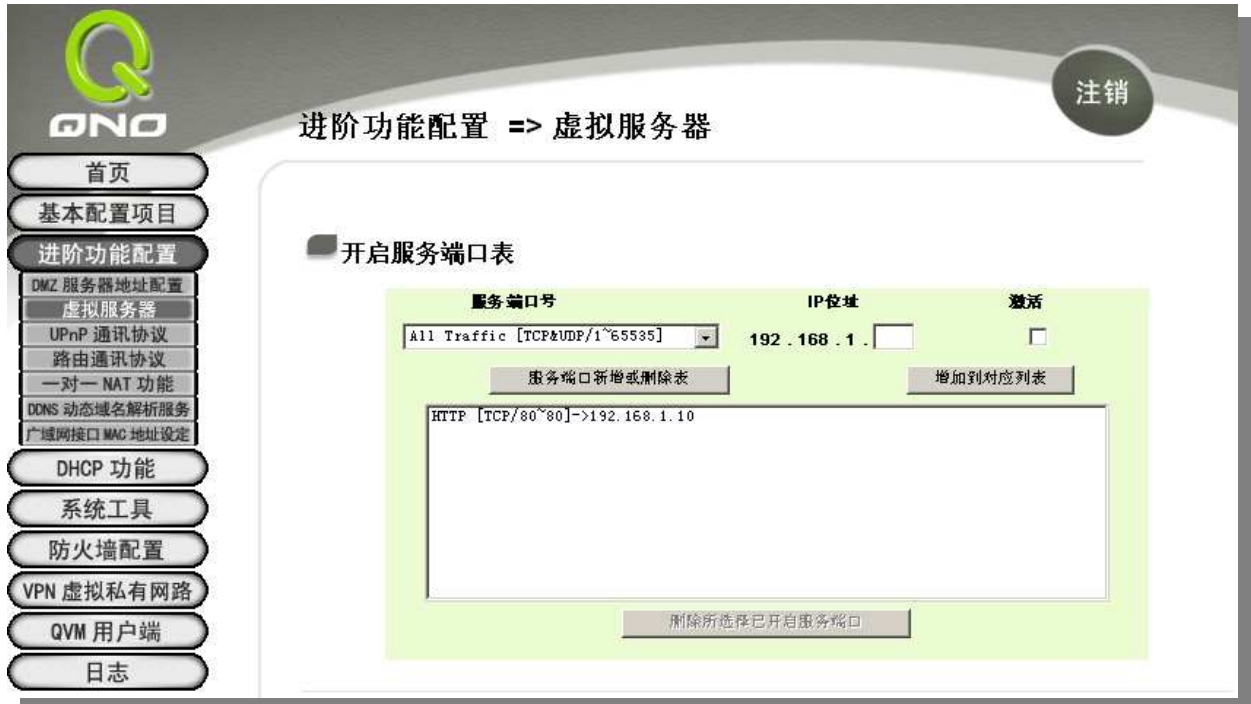 QNO
注销
进阶功能配置 => 虚拟服务器
首页
基本配置项目
进阶功能配置
DMZ 服务器地址配置
虚拟服务器
UPnP 通讯协议
路由通讯协议
一对一 NAT 功能
DDNS 动态域名解析服务
广域网接口 MAC 地址设定
DHCP 功能
系统工具
防火墙配置
VPN 虚拟私有网路
QVM 用户端
日志
开启服务端口表
服务端口号 IP位址 激活
All Traffic [TCP&UDP/1~65535] 192 . 168 . 1 .
服务端口新增或删除表 增加到对应列表
HTTP [TCP/80~80]->192.168.1.10
删除所选择已开启服务端口